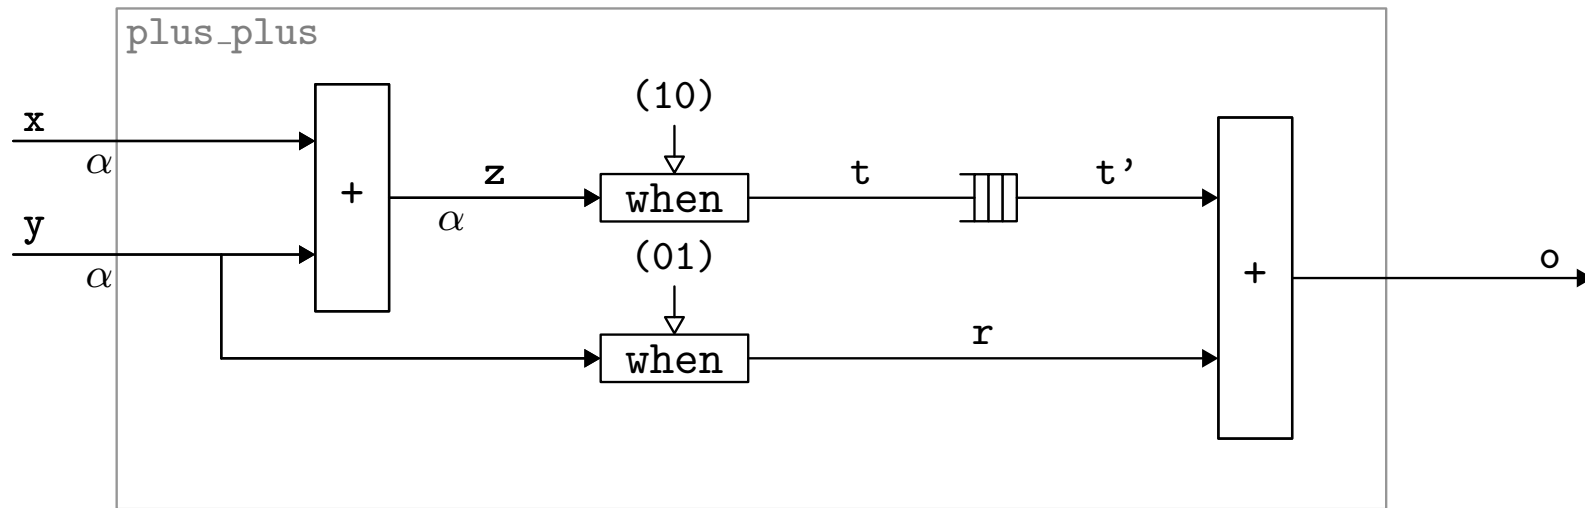 plus_plus
x
α
y
α
+
z
α
(10)
when
(01)
when
t
t'
r
+
o